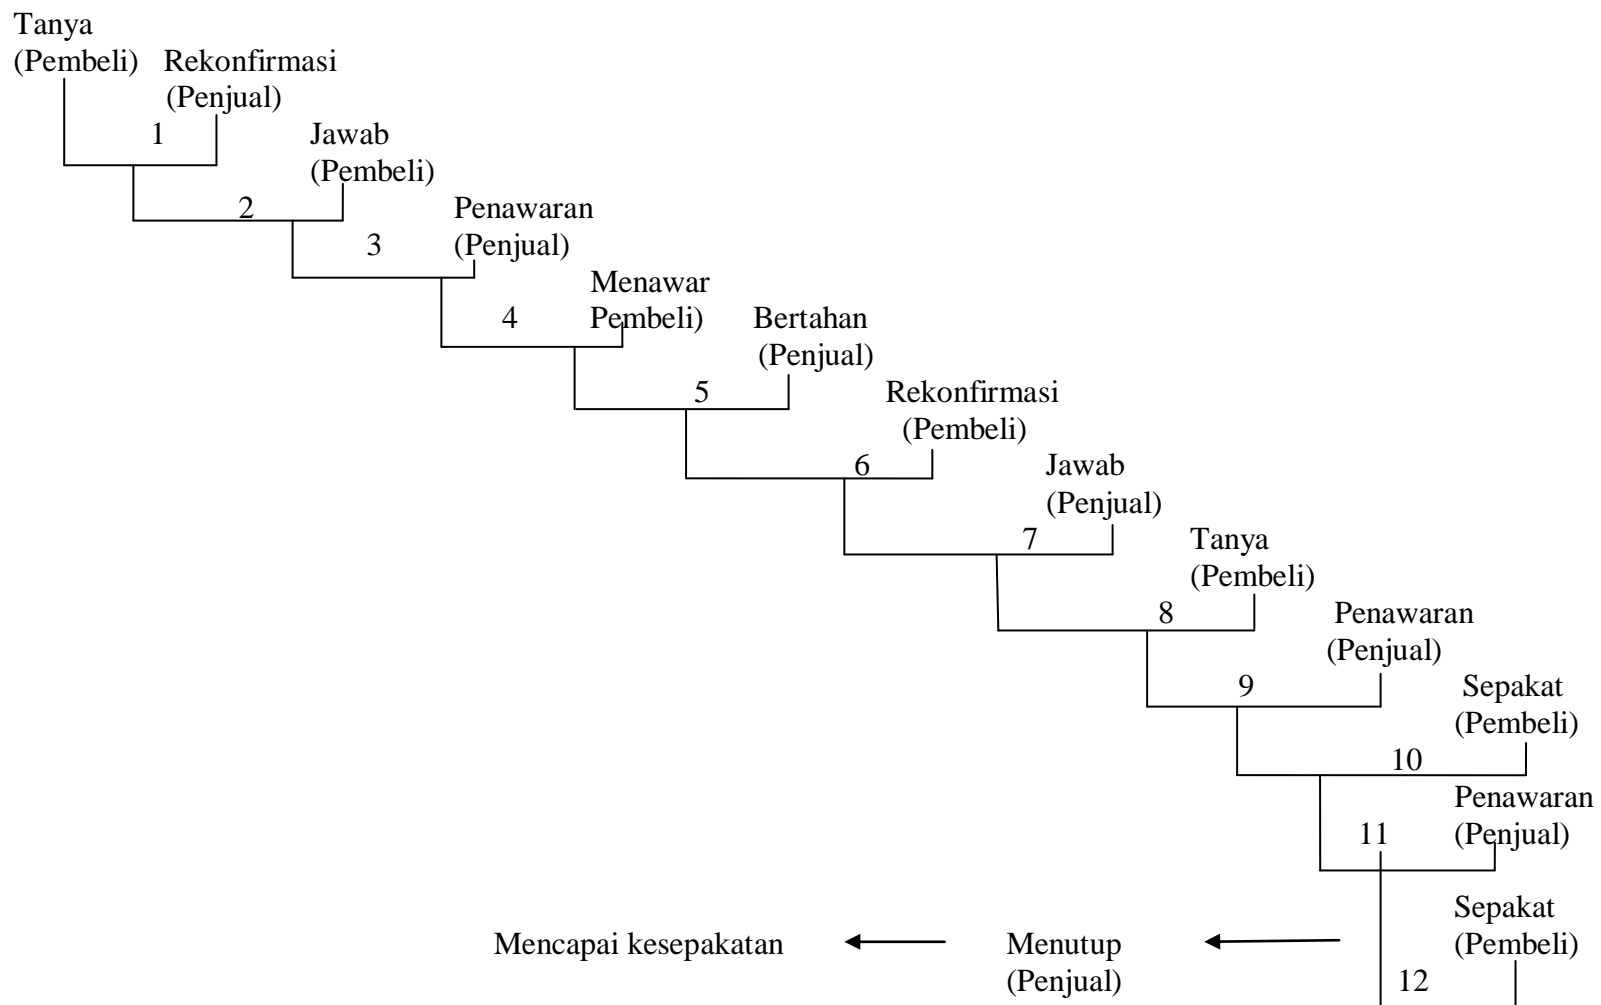 Tanya
(Pembeli)
Rekonfirmasi
(Penjual)
1
Jawab
(Pembeli)
2
Penawaran
(Penjual)
3
Menawar
Pembeli)
4
Bertahan
(Penjual)
5
Rekonfirmasi
(Pembeli)
6
Jawab
(Penjual)
7
Tanya
(Pembeli)
8
Penawaran
(Penjual)
9
Sepakat
(Pembeli)
10
Penawaran
(Penjual)
11
Sepakat
(Pembeli)
12
Menutup
(Penjual)
Mencapai kesepakatan